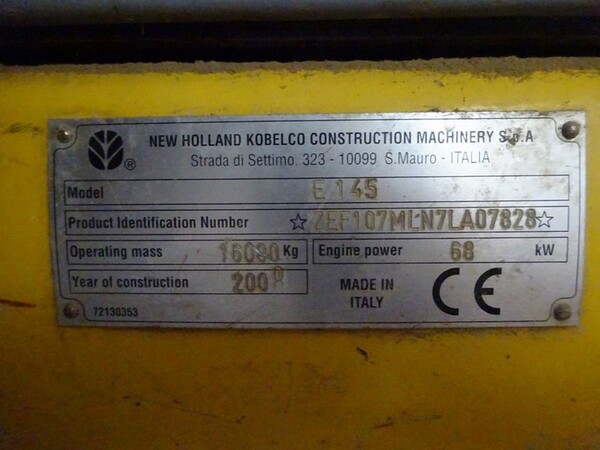 NEW HOLLAND KOBELCO CONSTRUCTION MACHINERY S.p.A
Strada di Settimo, 323 - 10099 S.Mauro - ITALIA
Model E 145
Product Identification Number ☆ZEF107MLN7LA07828☆
Operating mass Kg Engine power 68 kW
Year of construction
MADE IN
ITALY CE
72130353
®